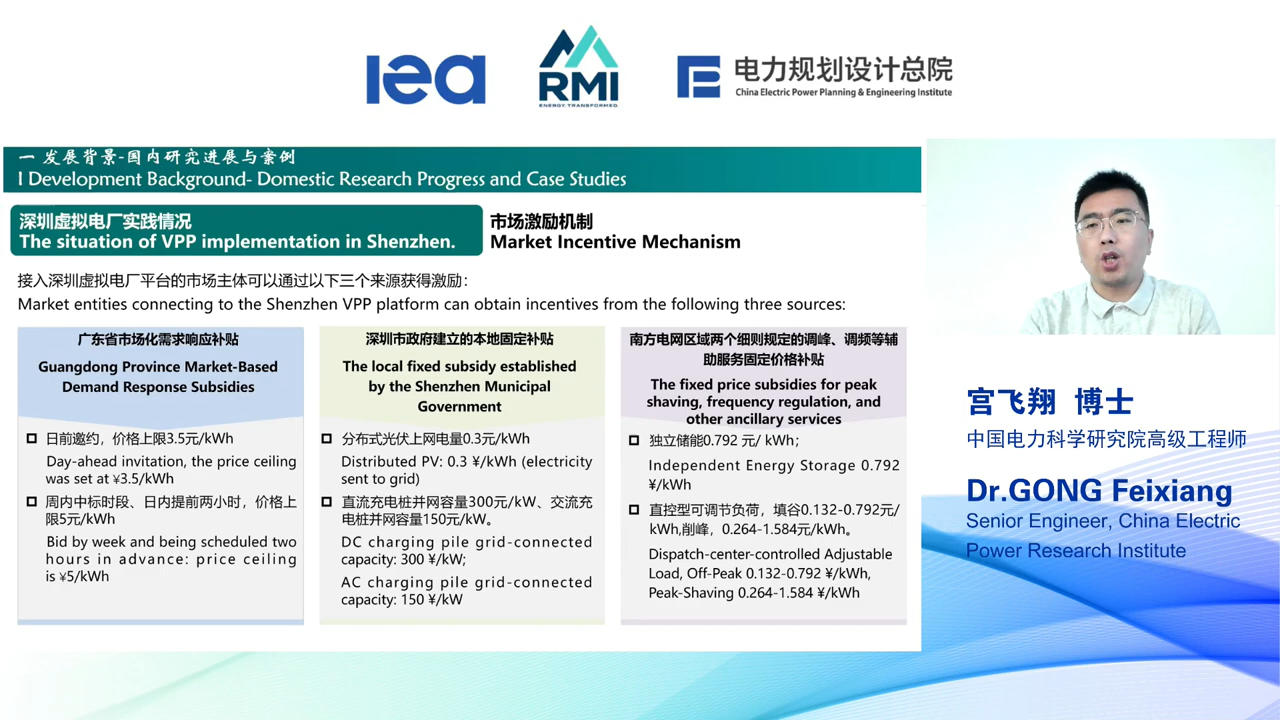 iea
RMI
ENERGY. TRANSFORMED.
电力规划设计总院
China Electric Power Planning & Engineering Institute
一 发展背景-国内研究进展与案例
I Development Background- Domestic Research Progress and Case Studies
深圳虚拟电厂实践情况
The situation of VPP implementation in Shenzhen.
市场激励机制
Market Incentive Mechanism
接入深圳虚拟电厂平台的市场主体可以通过以下三个来源获得激励：
Market entities connecting to the Shenzhen VPP platform can obtain incentives from the following three sources:
广东省市场化需求响应补贴
Guangdong Province Market-Based
Demand Response Subsidies
日前邀约，价格上限3.5元/kWh
Day-ahead invitation, the price ceiling
was set at ¥3.5/kWh
周内中标时段、日内提前两小时，价格上
限5元/kWh
Bid by week and being scheduled two
hours in advance: price ceiling
is ¥5/kWh
深圳市政府建立的本地固定补贴
The local fixed subsidy established
by the Shenzhen Municipal
Government
分布式光伏上网电量0.3元/kWh
Distributed PV: 0.3 ¥/kWh (electricity
sent to grid)
直流充电桩并网容量300元/kW、交流充
电桩并网容量150元/kW。
DC charging pile grid-connected
capacity: 300 ¥/kW;
AC charging pile grid-connected
capacity: 150 ¥/kW
南方电网区域两个细则规定的调峰、调频等辅
助服务固定价格补贴
The fixed price subsidies for peak
shaving, frequency regulation, and
other ancillary services
独立储能0.792 元/ kWh；
Independent Energy Storage 0.792
¥/kWh
直控型可调节负荷，填谷0.132-0.792元/
kWh,削峰，0.264-1.584元/kWh。
Dispatch-center-controlled Adjustable
Load, Off-Peak 0.132-0.792 ¥/kWh,
Peak-Shaving 0.264-1.584 ¥/kWh
宫飞翔 博士
中国电力科学研究院高级工程师
Dr.GONG Feixiang
Senior Engineer, China Electric
Power Research Institute